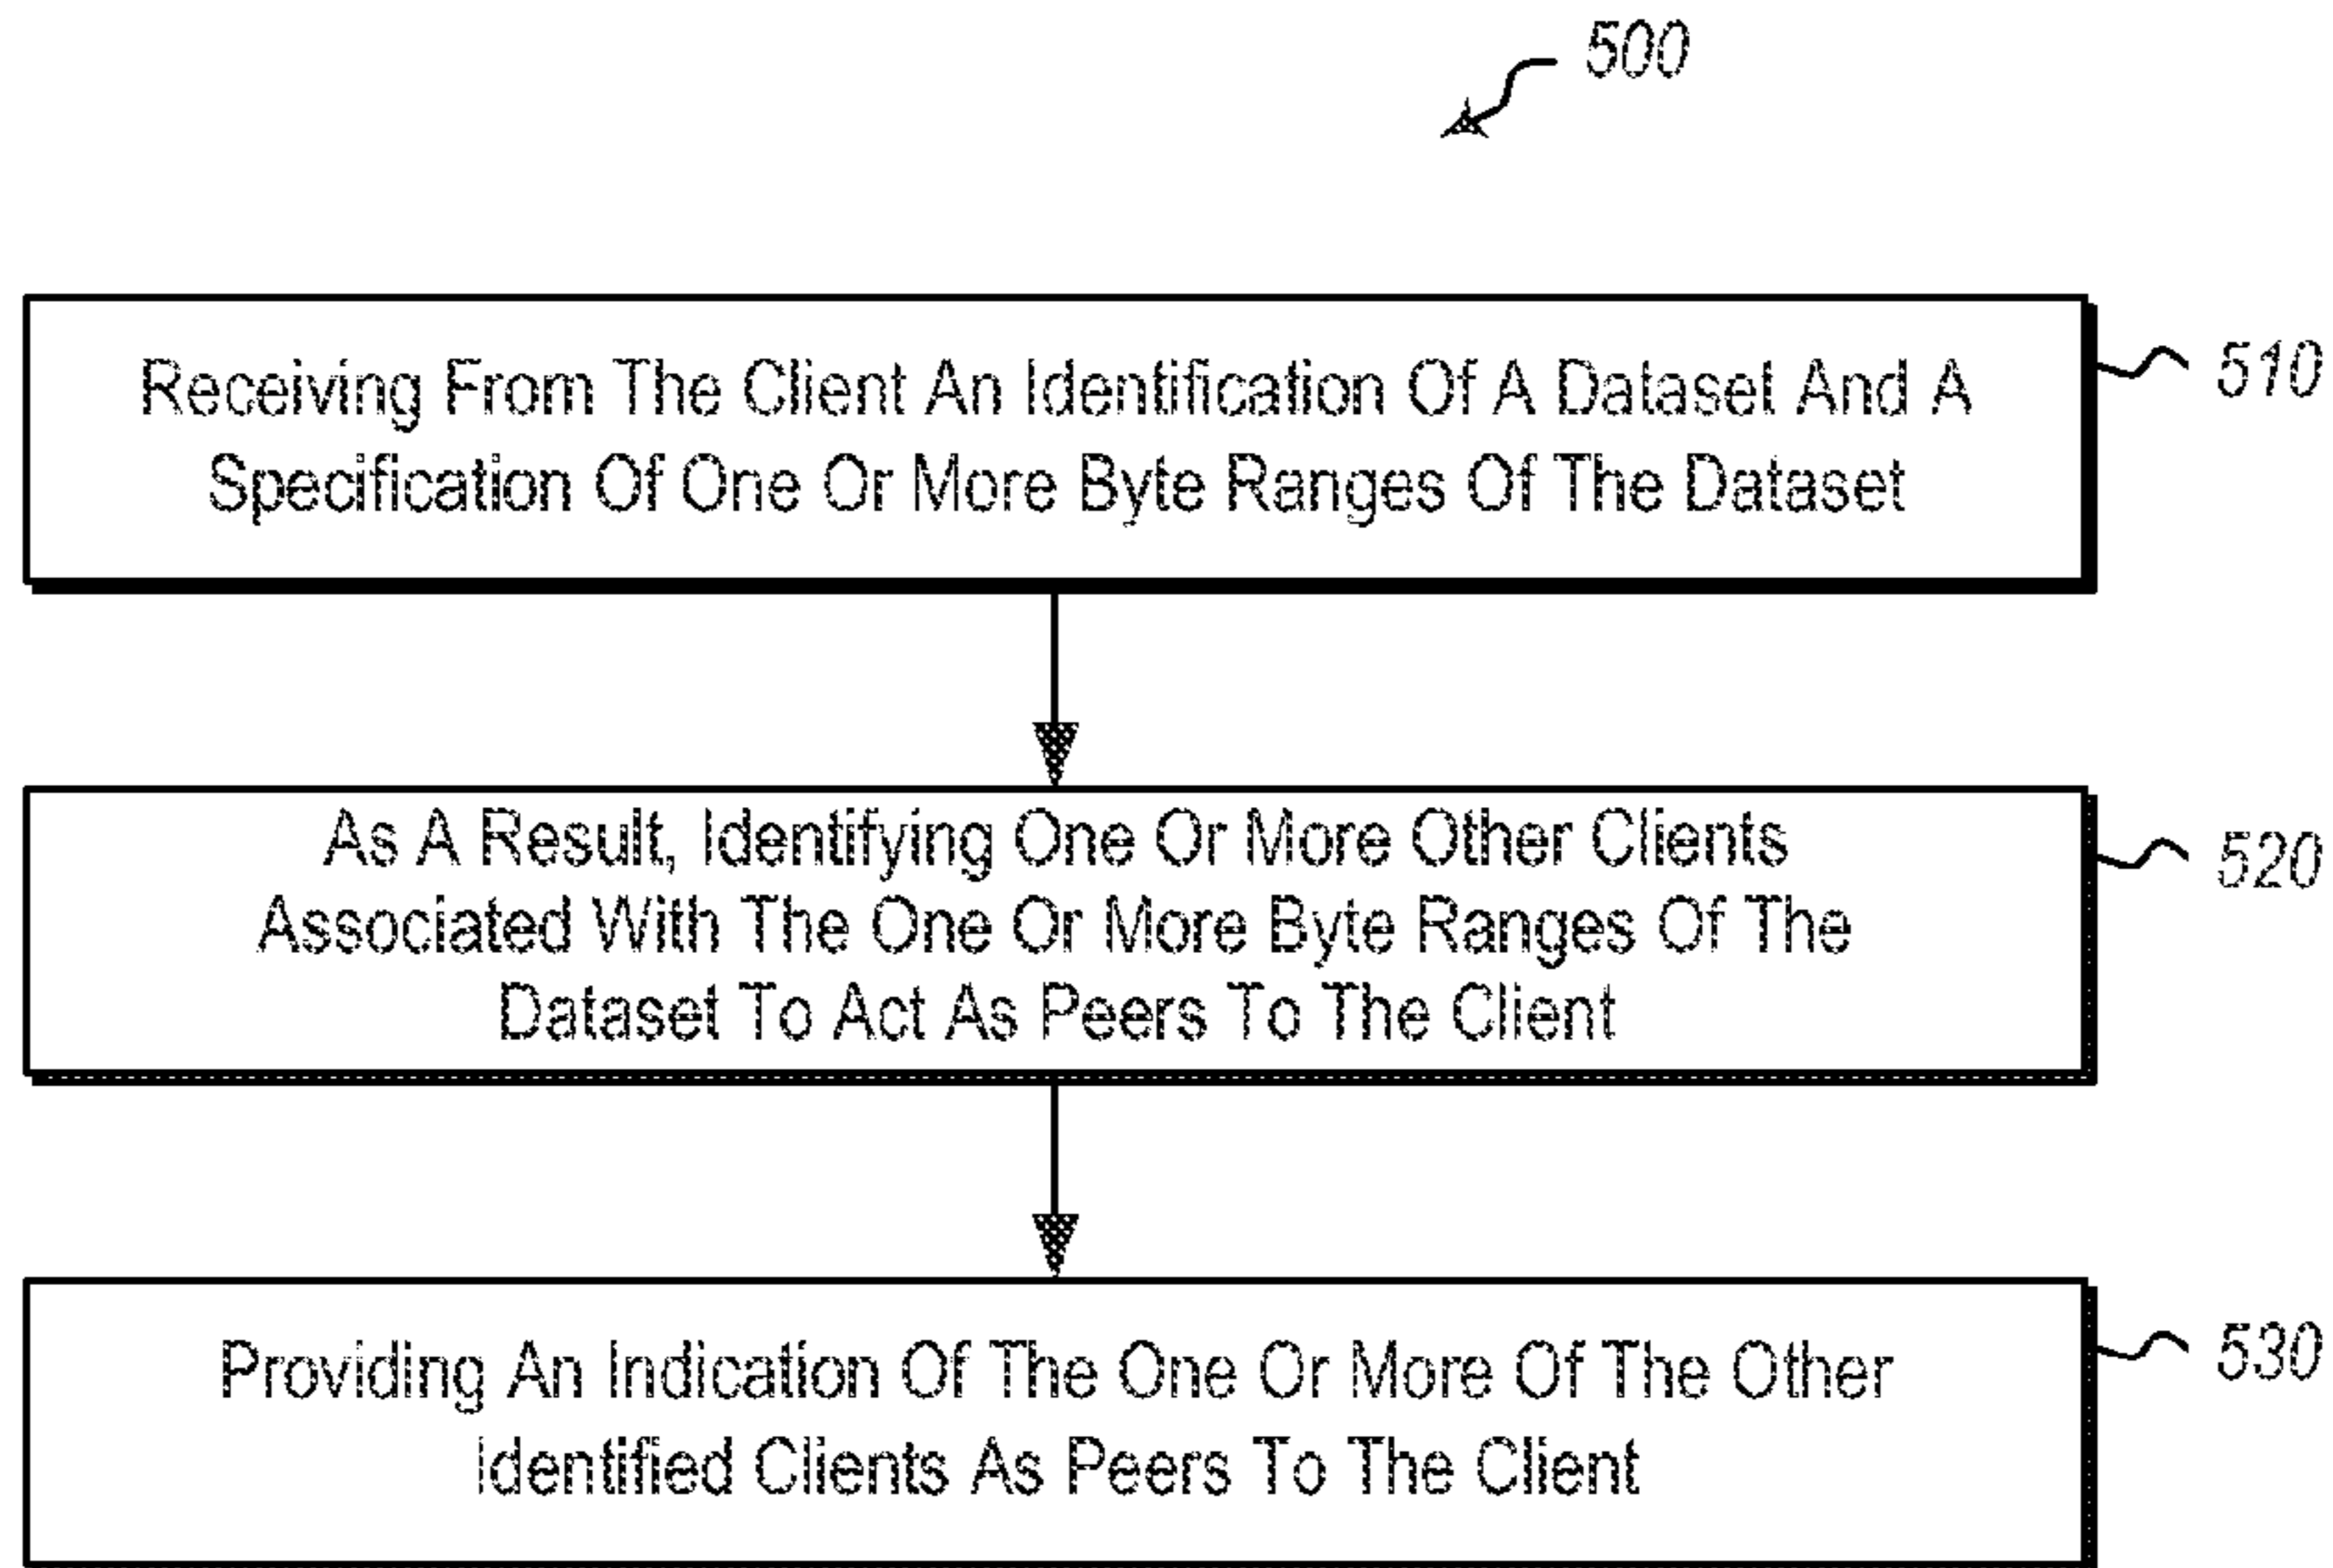 500
Receiving From The Client An Identification Of A Dataset And A
Specification Of One Or More Byte Ranges Of The Dataset
510
As A Result, Identifying One Or More Other Clients
Associated With The One Or More Byte Ranges Of The
Dataset To Act As Peers To The Client
520
Providing An Indication Of The One Or More Of The Other
Identified Clients As Peers To The Client
530